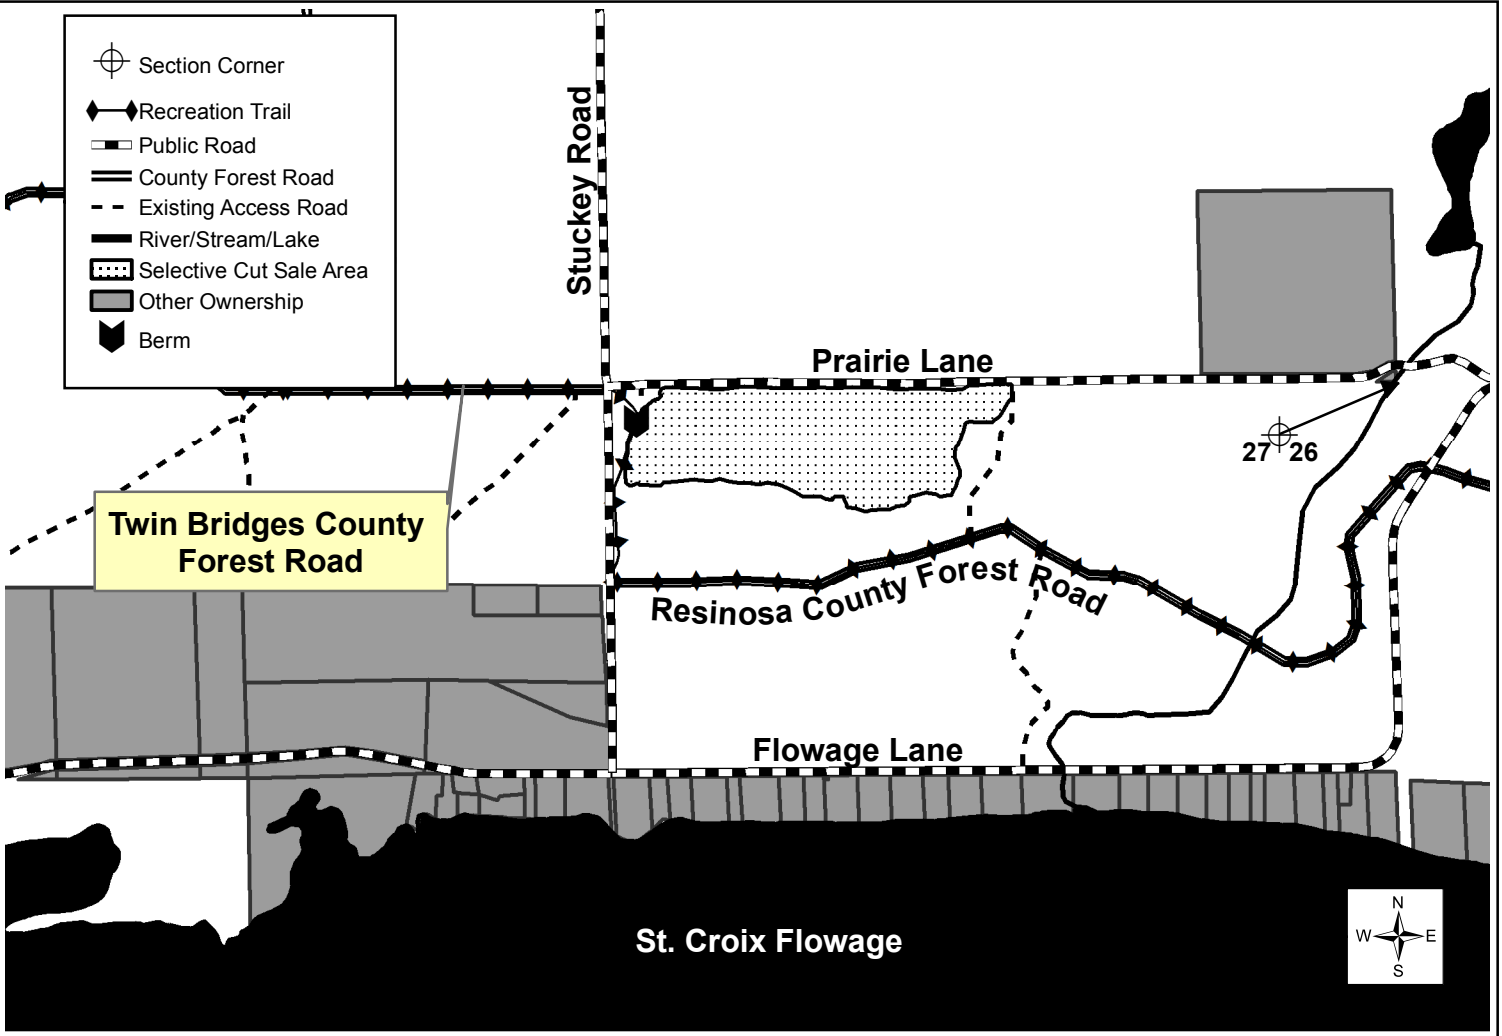 Section Corner
Recreation Trail
Public Road
County Forest Road
Existing Access Road
River/Stream/Lake
Selective Cut Sale Area
Other Ownership
Berm
Stuckey Road
Prairie Lane
27 26
Twin Bridges County
Forest Road
Resinosa County Forest Road
Flowage Lane
St. Croix Flowage
N
W E
S